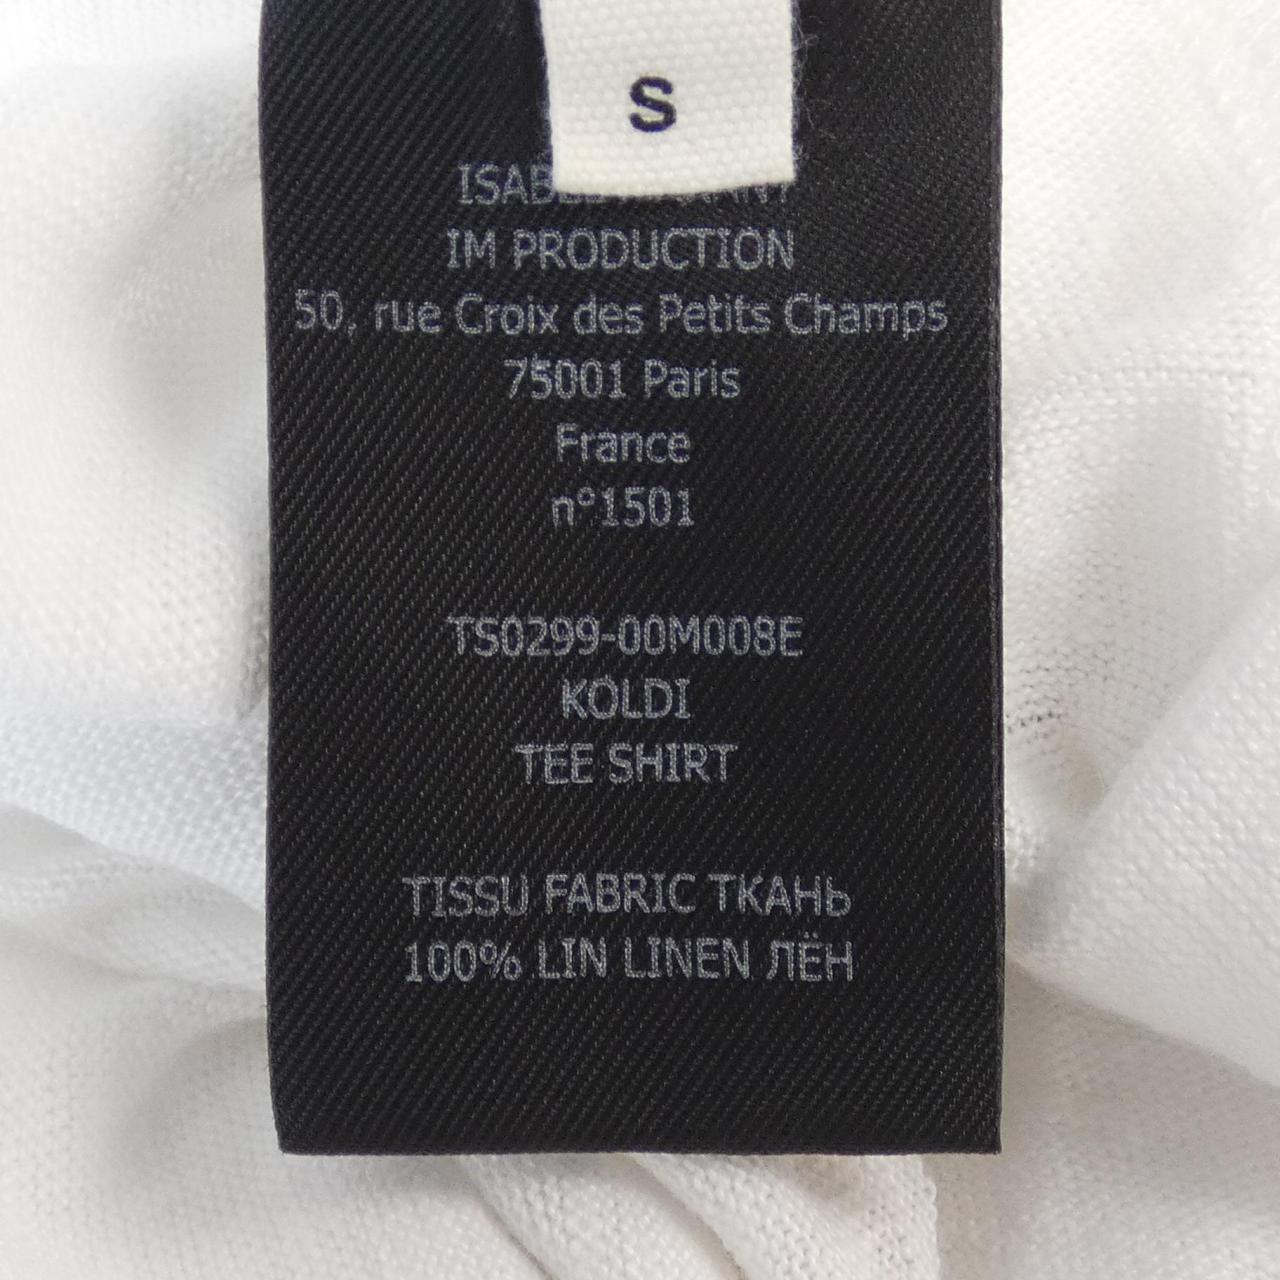 S
IM PRODUCTION
50, rue Croix des Petits Champs
75001 Paris
France
n°1501
TS0299-00M008E
KOLDI
TEE SHIRT
TISSU FABRIC ТКАНЬ
100% LIN LINEN ЛЁН